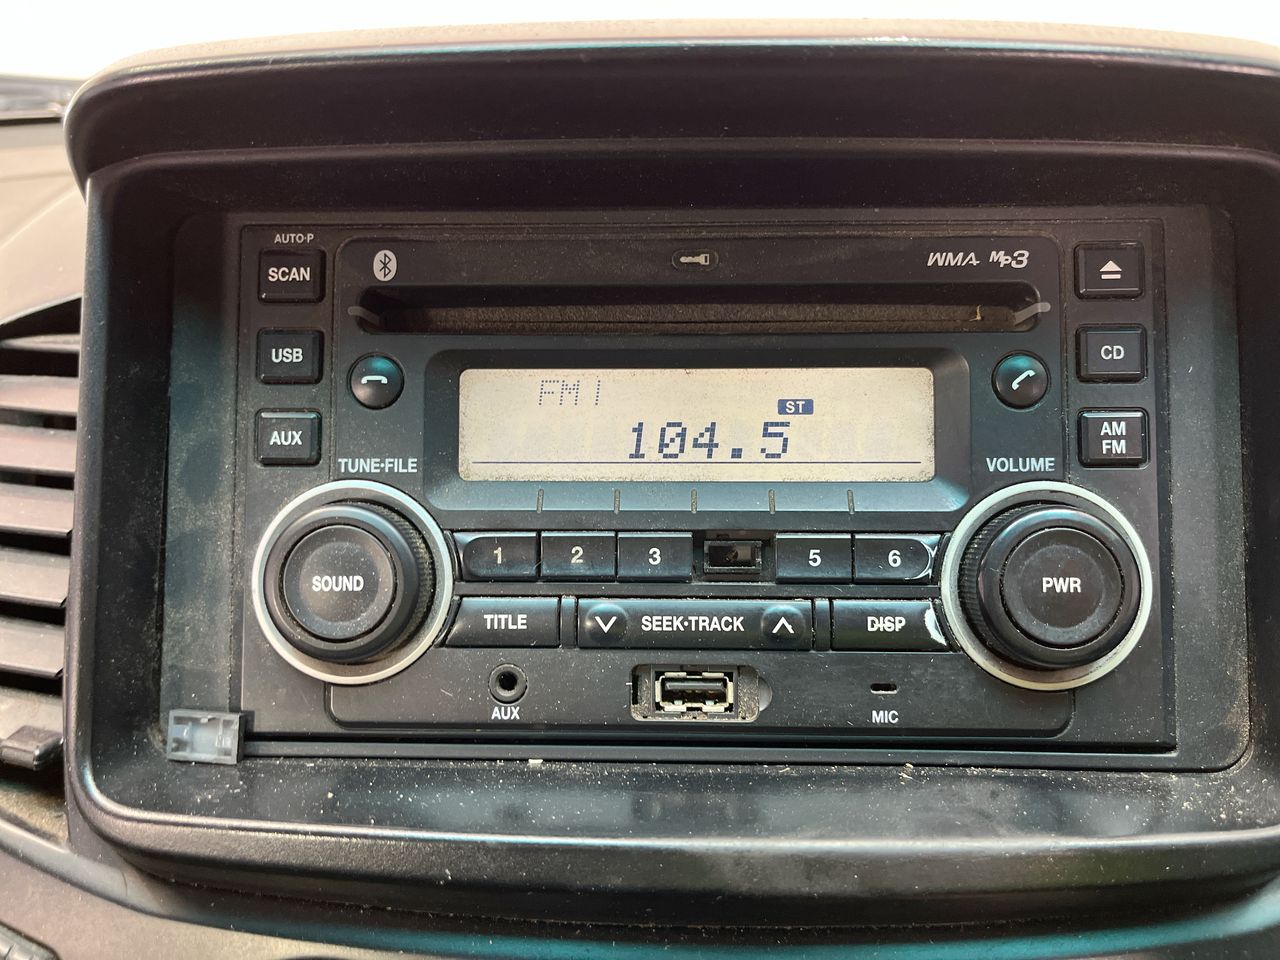 AUTO·P
SCAN
WMA MP3
USB
CD
FM1
ST
104.5
AUX
AM
FM
TUNE·FILE
VOLUME
1
2
3
5
6
SOUND
PWR
TITLE
SEEK·TRACK
DISP
AUX
MIC